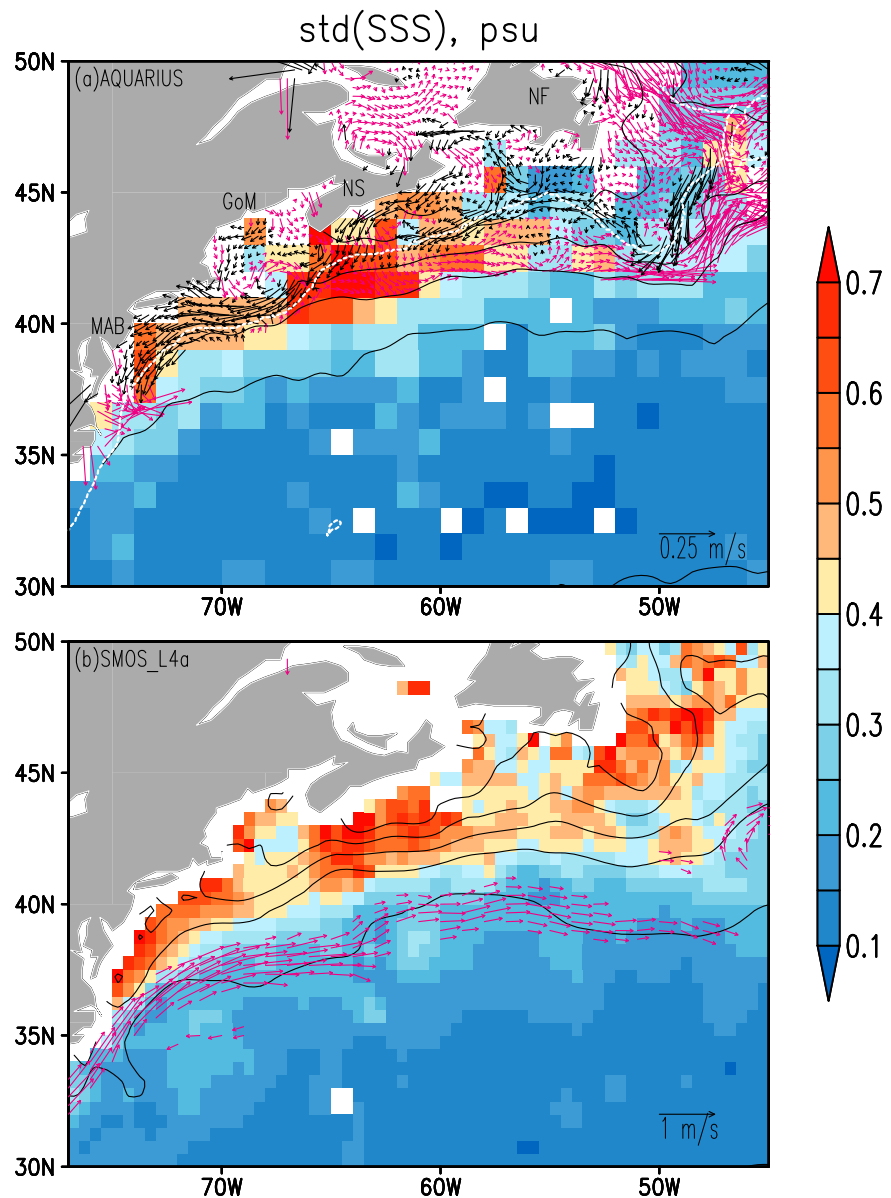 std(SSS), psu
50N
(a)AQUARIUS
NF
45N
NS
GoM
40N
MAB
35N
0.25 m/s
30N
70W 60W 50W
0.7
0.6
0.5
0.4
0.3
0.2
0.1
50N
(b)SMOS_L4a
45N
40N
35N
1 m/s
30N
70W 60W 50W